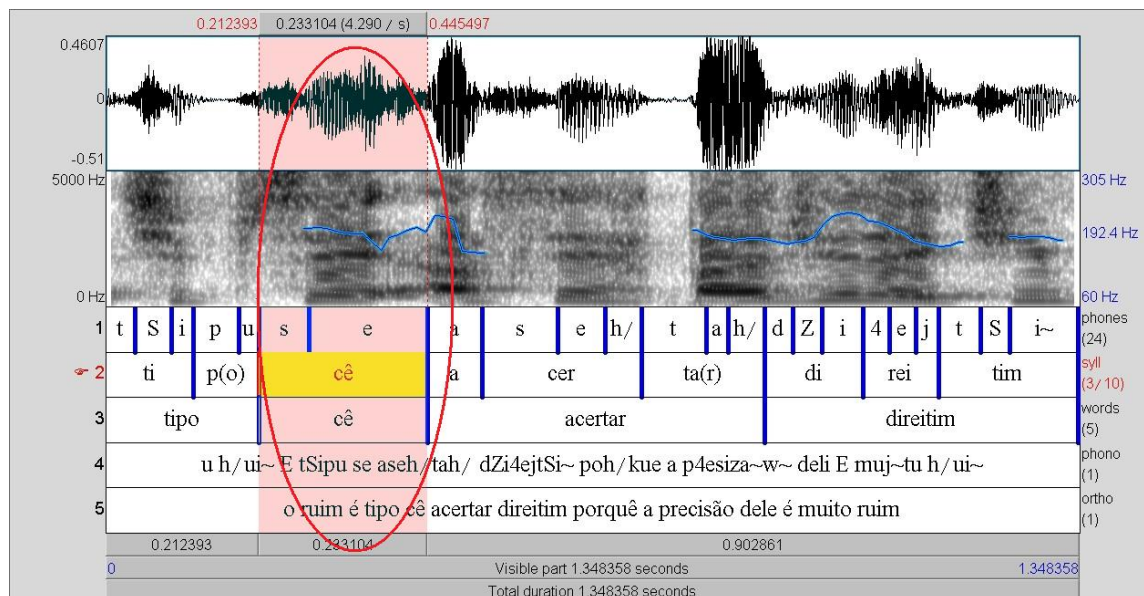 0.212393 0.233104 (4.290 / s) 0.445497
0.4607
0
-0.51
5000 Hz 305 Hz
192.4 Hz
0 Hz 60 Hz
1 t S i p u s e a s e h/ t a h/ d Z i 4 e j t S i~ phones
(24)
☞ 2 ti p(o) cê a cer ta(r) di rei tim syll
(3/10)
3 tipo cê acertar direitim words
(5)
4 u h/ui~ E tSipu se aseh/tah/ dZi4ejtSi~ poh/kue a p4esiza~w~ deli E muj~tu h/ui~ phono
(1)
5 o ruim é tipo cê acertar direitim porquê a precisão dele é muito ruim ortho
(1)
0.212393 0.233104 0.902861
0 Visible part 1.348358 seconds 1.348358
Total duration 1.348358 seconds